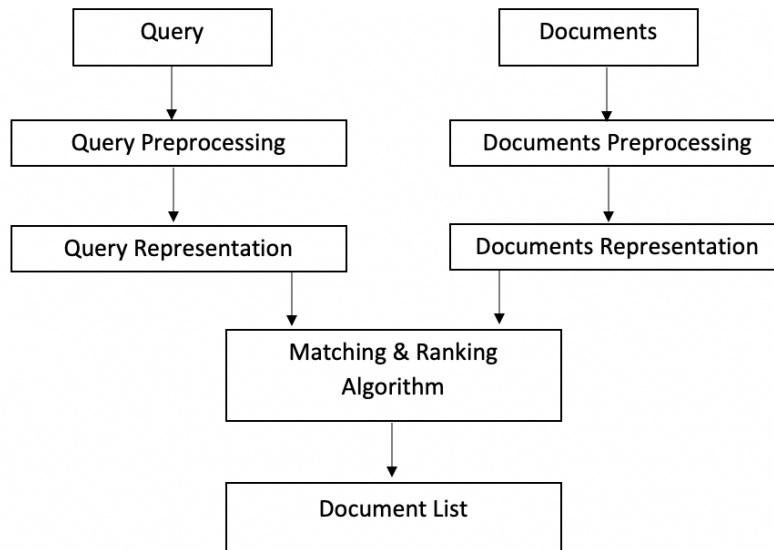 Query
Documents
Query Preprocessing
Documents Preprocessing
Query Representation
Documents Representation
Matching & Ranking
Algorithm
Document List